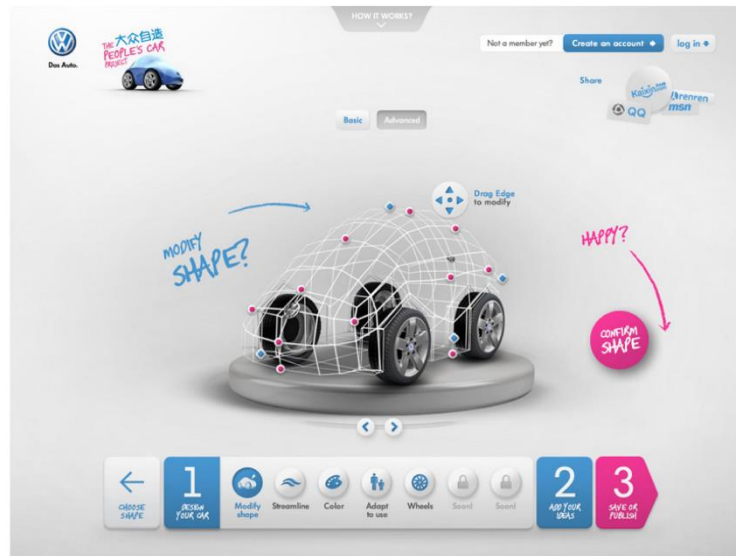 HOW IT WORKS?
Das Auto.
THE 大众自造
PEOPLE'S CAR
PROJECT
Not a member yet?
Create an account
log in
Share
Kaixin
renren
QQ
msn
Basic
Advanced
Drag Edge
to modify
MODIFY
SHAPE?
HAPPY?
CONFIRM
SHAPE
CHOOSE
SHAPE
1
DESIGN
YOUR CAR
Modify
shape
Streamline
Color
Adapt
to use
Wheels
Soon!
Soon!
2
ADD YOUR
IDEAS
3
SAVE OR
PUBLISH